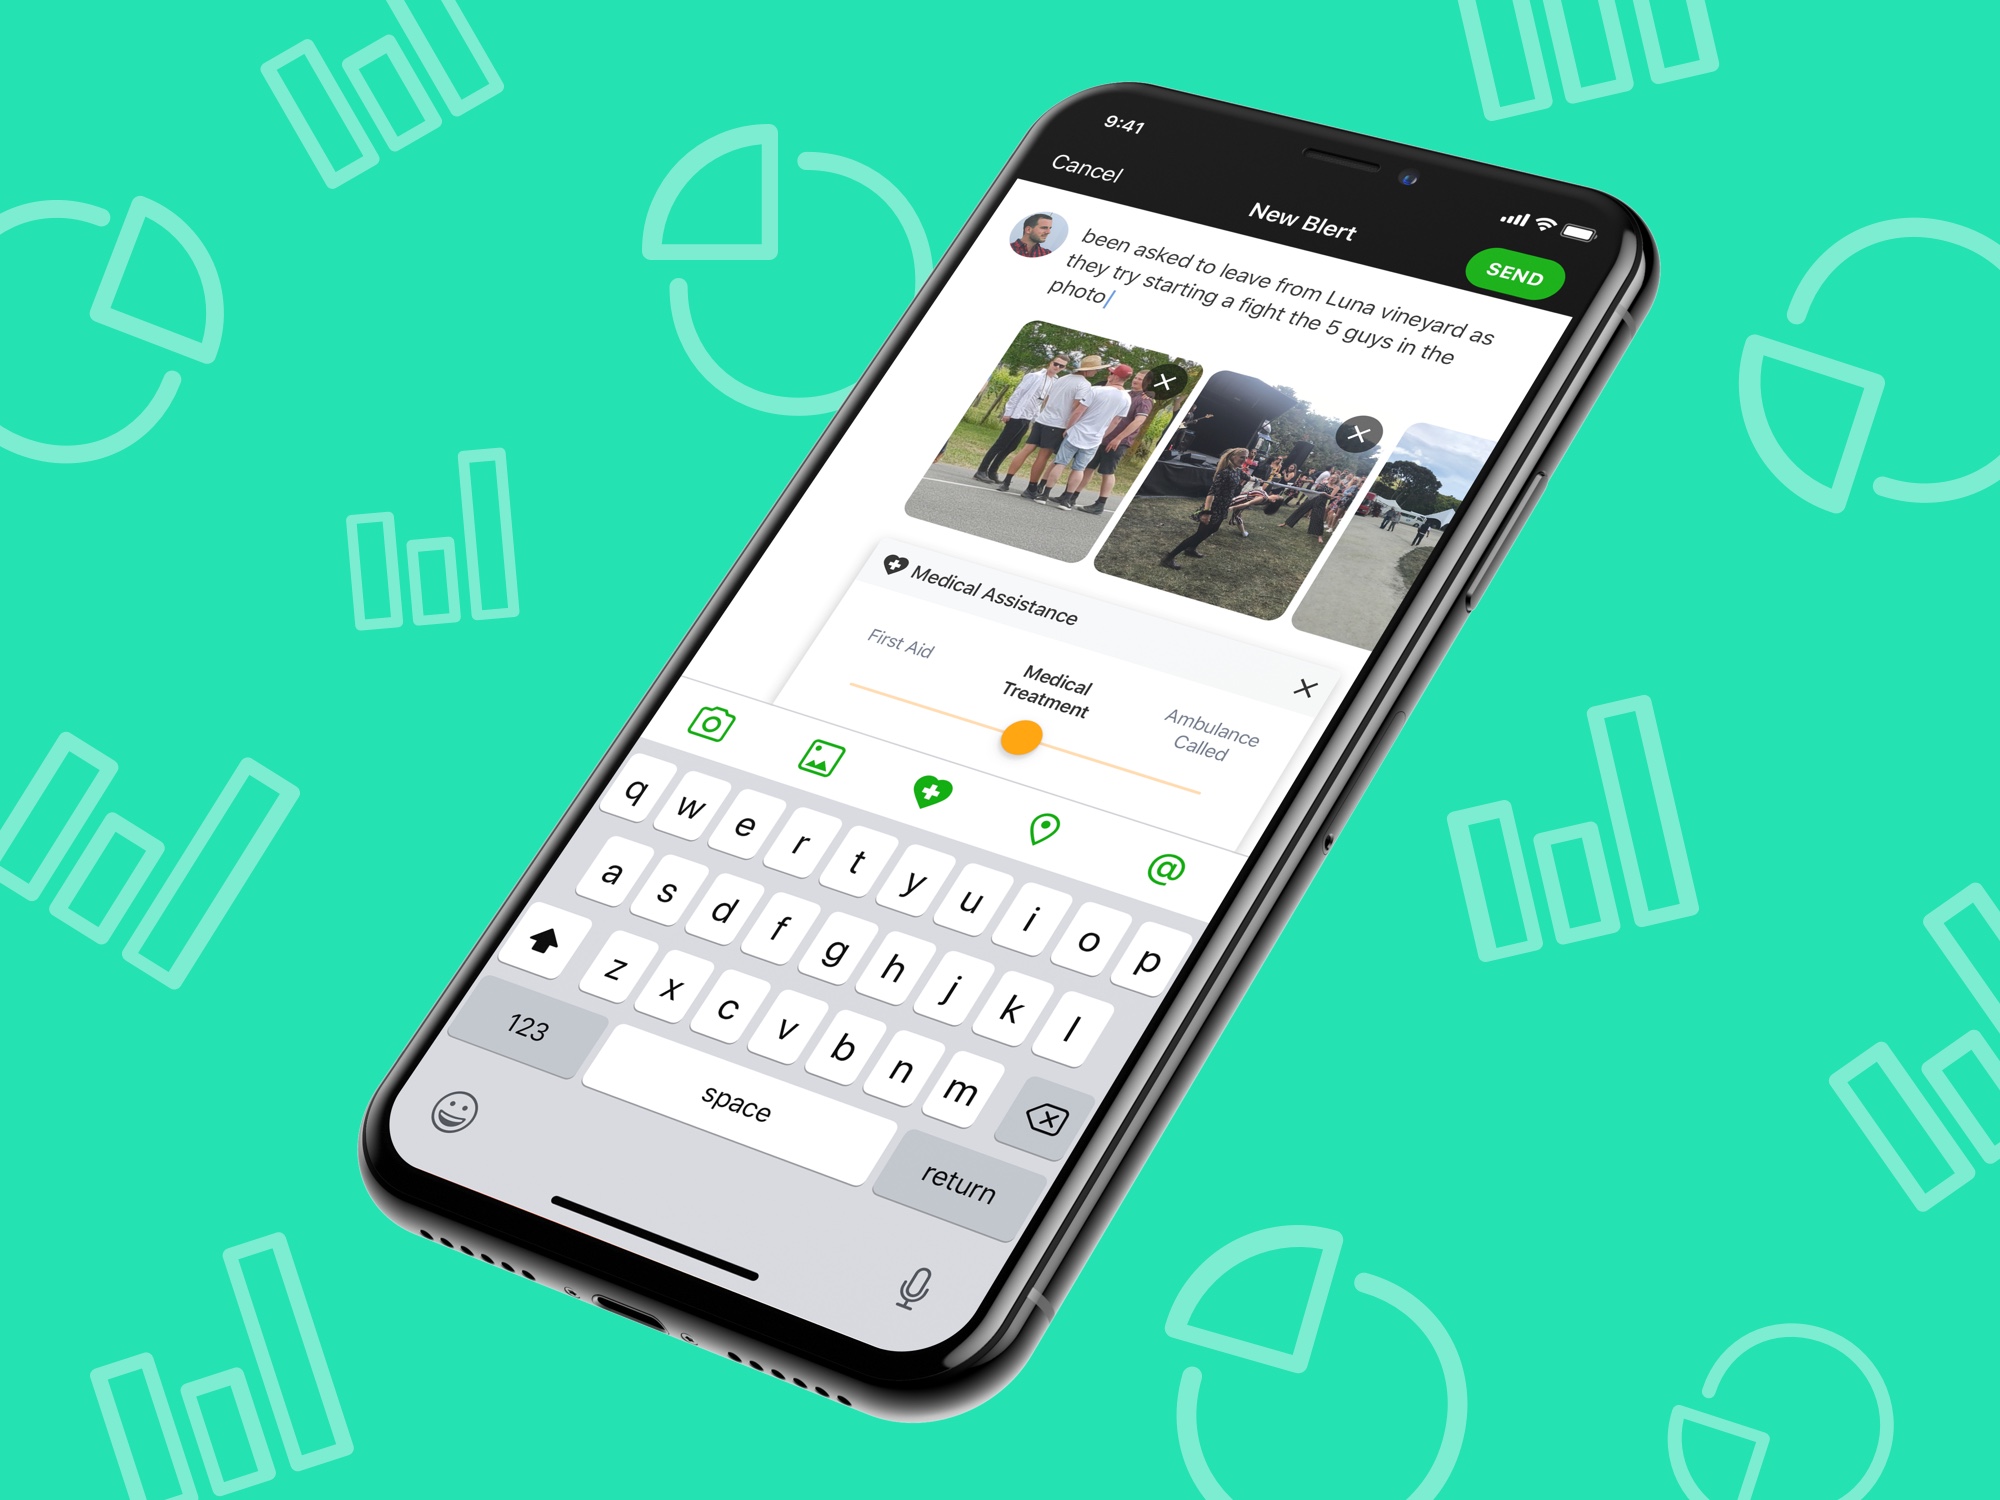 9:41
Cancel
New Blert
SEND
been asked to leave from Luna vineyard as
they try starting a fight the 5 guys in the
photo
Medical Assistance
First Aid
Medical
Treatment
Ambulance
Called
@
q w e r t y u i o p
a s d f g h j k l
z x c v b n m
123
space
return